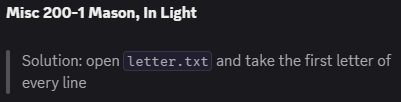 Misc 200-1 Mason, In Light
Solution: open letter.txt and take the first letter of
every line